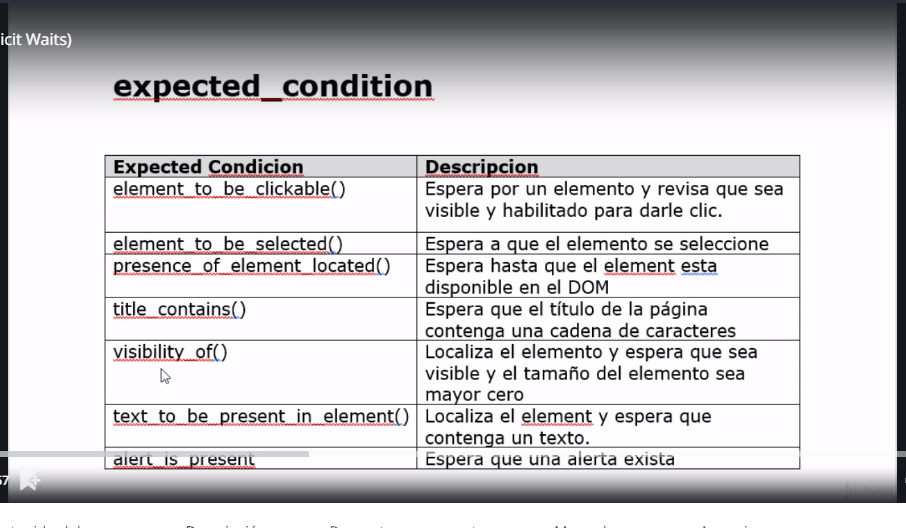 icit Waits)
expected_condition
Expected Condicion Descripcion
element_to_be_clickable() Espera por un elemento y revisa que sea
visible y habilitado para darle clic.
element_to_be_selected() Espera a que el elemento se seleccione
presence_of_element_located() Espera hasta que el element esta
disponible en el DOM
title_contains() Espera que el título de la página
contenga una cadena de caracteres
visibility_of() Localiza el elemento y espera que sea
visible y el tamaño del elemento sea
mayor cero
text_to_be_present_in_element() Localiza el element y espera que
contenga un texto.
alert_is_present Espera que una alerta exista